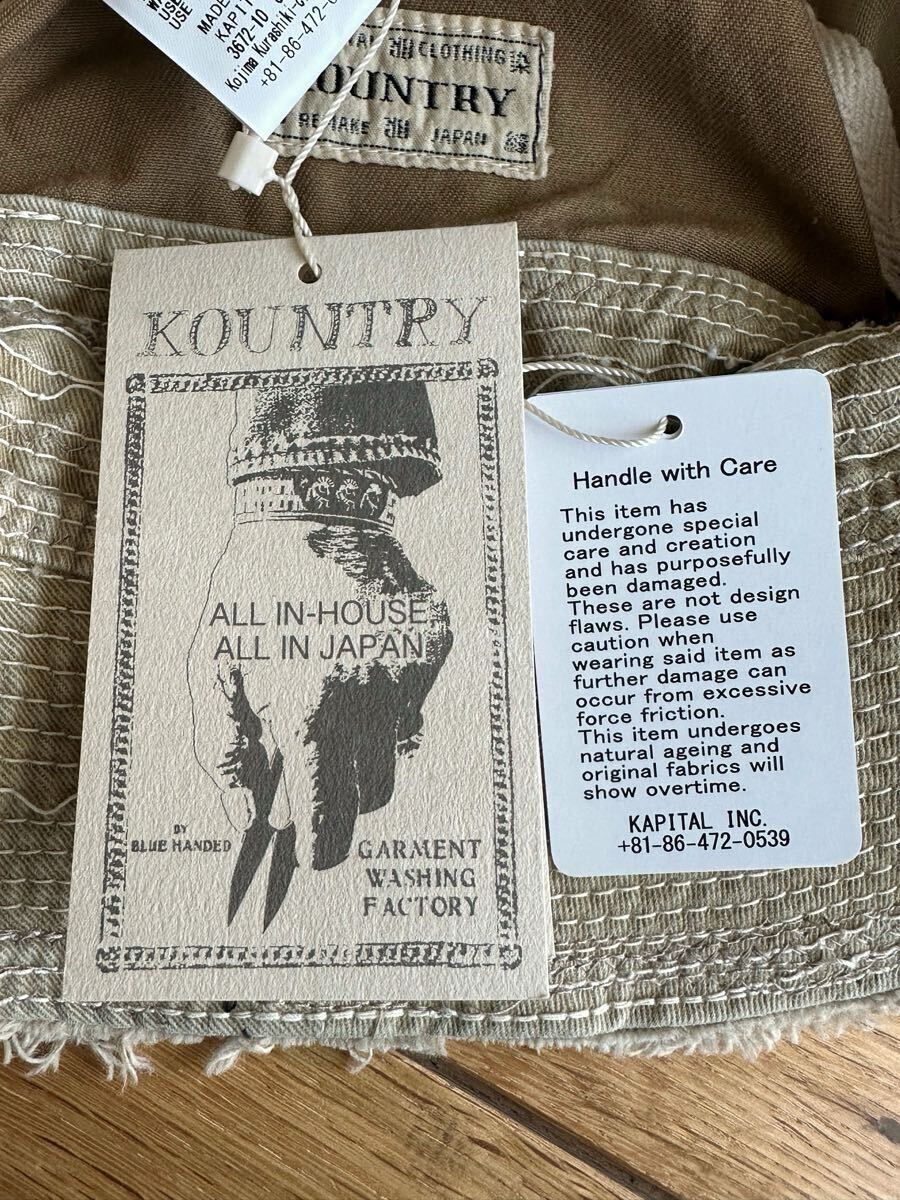 USE
MADE
KAPIT
3672-10
Kojima Kurashiki-C
+81-86-472-0
CLOTHING
OUNTRY
REMAKE JAPAN
KOUNTRY
ALL IN-HOUSE
ALL IN JAPAN
BY
BLUE HANDED
GARMENT
WASHING
FACTORY
Handle with Care
This item has
undergone special
care and creation
and has purposefully
been damaged.
These are not design
flaws. Please use
caution when
wearing said item as
further damage can
occur from excessive
force friction.
This item undergoes
natural ageing and
original fabrics will
show overtime.
KAPITAL INC.
+81-86-472-0539